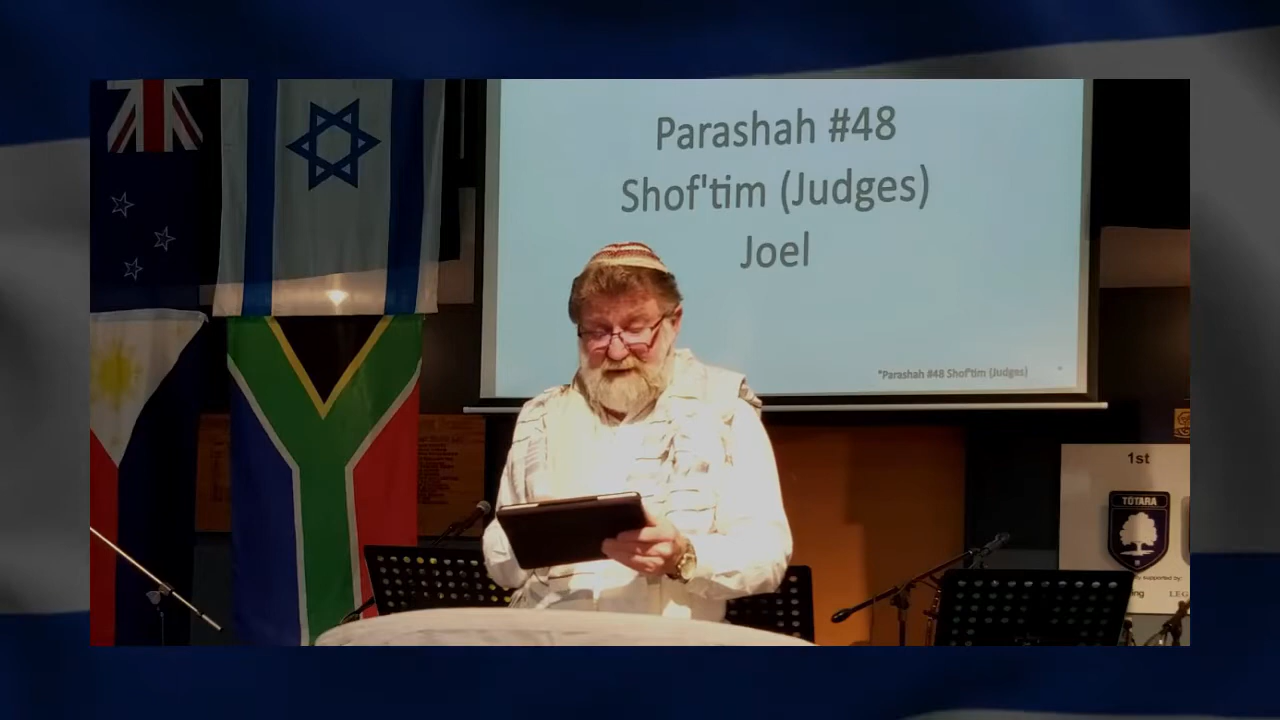 Parashah #48
Shof'tim (Judges)
Joel
*Parashah #48 Shof'tim (Judges)
1st
TOTARA
supported by: